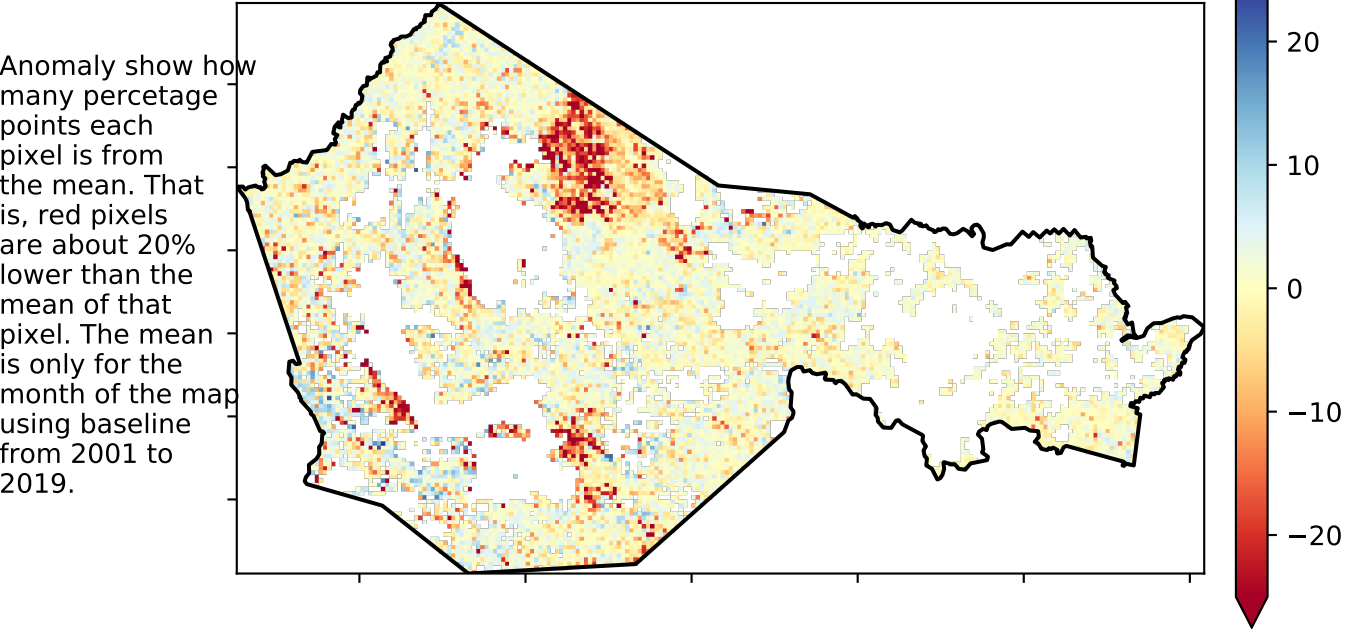 Anomaly show how
many percetage
points each
pixel is from
the mean. That
is, red pixels
are about 20%
lower than the
mean of that
pixel. The mean
is only for the
month of the map
using baseline
from 2001 to
2019.
20
10
0
−10
−20